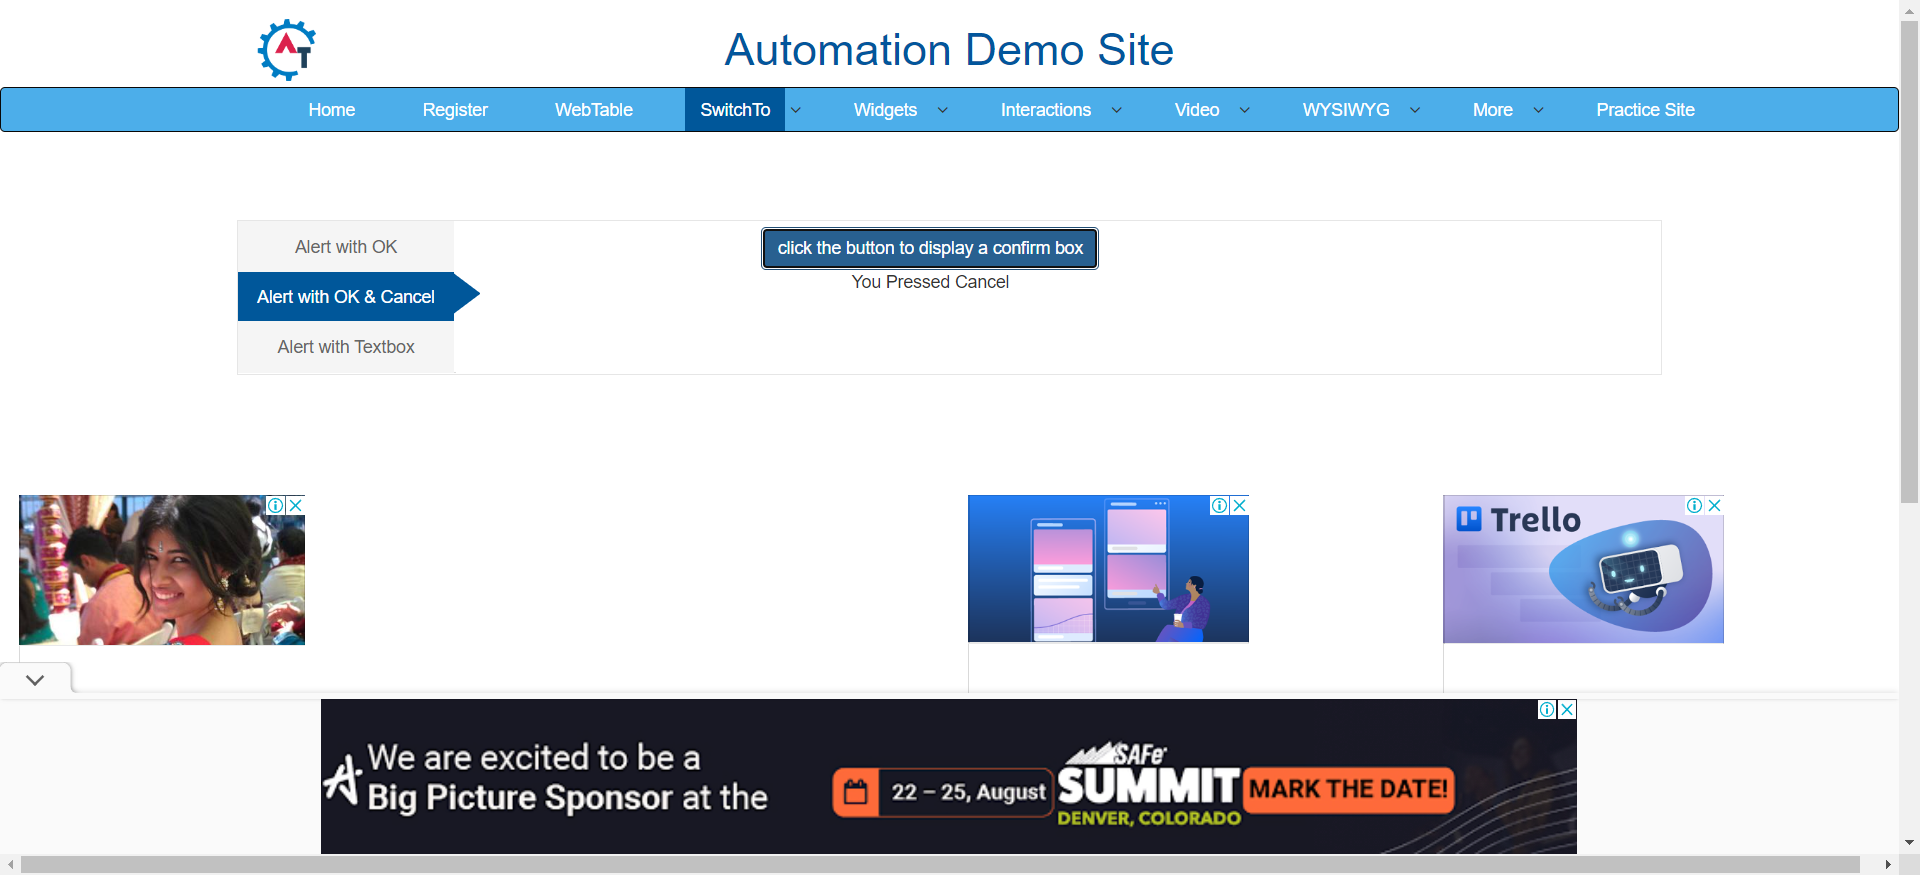 AT
Automation Demo Site
Home Register WebTable SwitchTo Widgets Interactions Video WYSIWYG More Practice Site
Alert with OK
click the button to display a confirm box
You Pressed Cancel
Alert with OK & Cancel
Alert with Textbox
Trello
We are excited to be a
Big Picture Sponsor at the
22 – 25, August
SAFe
SUMMIT
DENVER, COLORADO
MARK THE DATE!